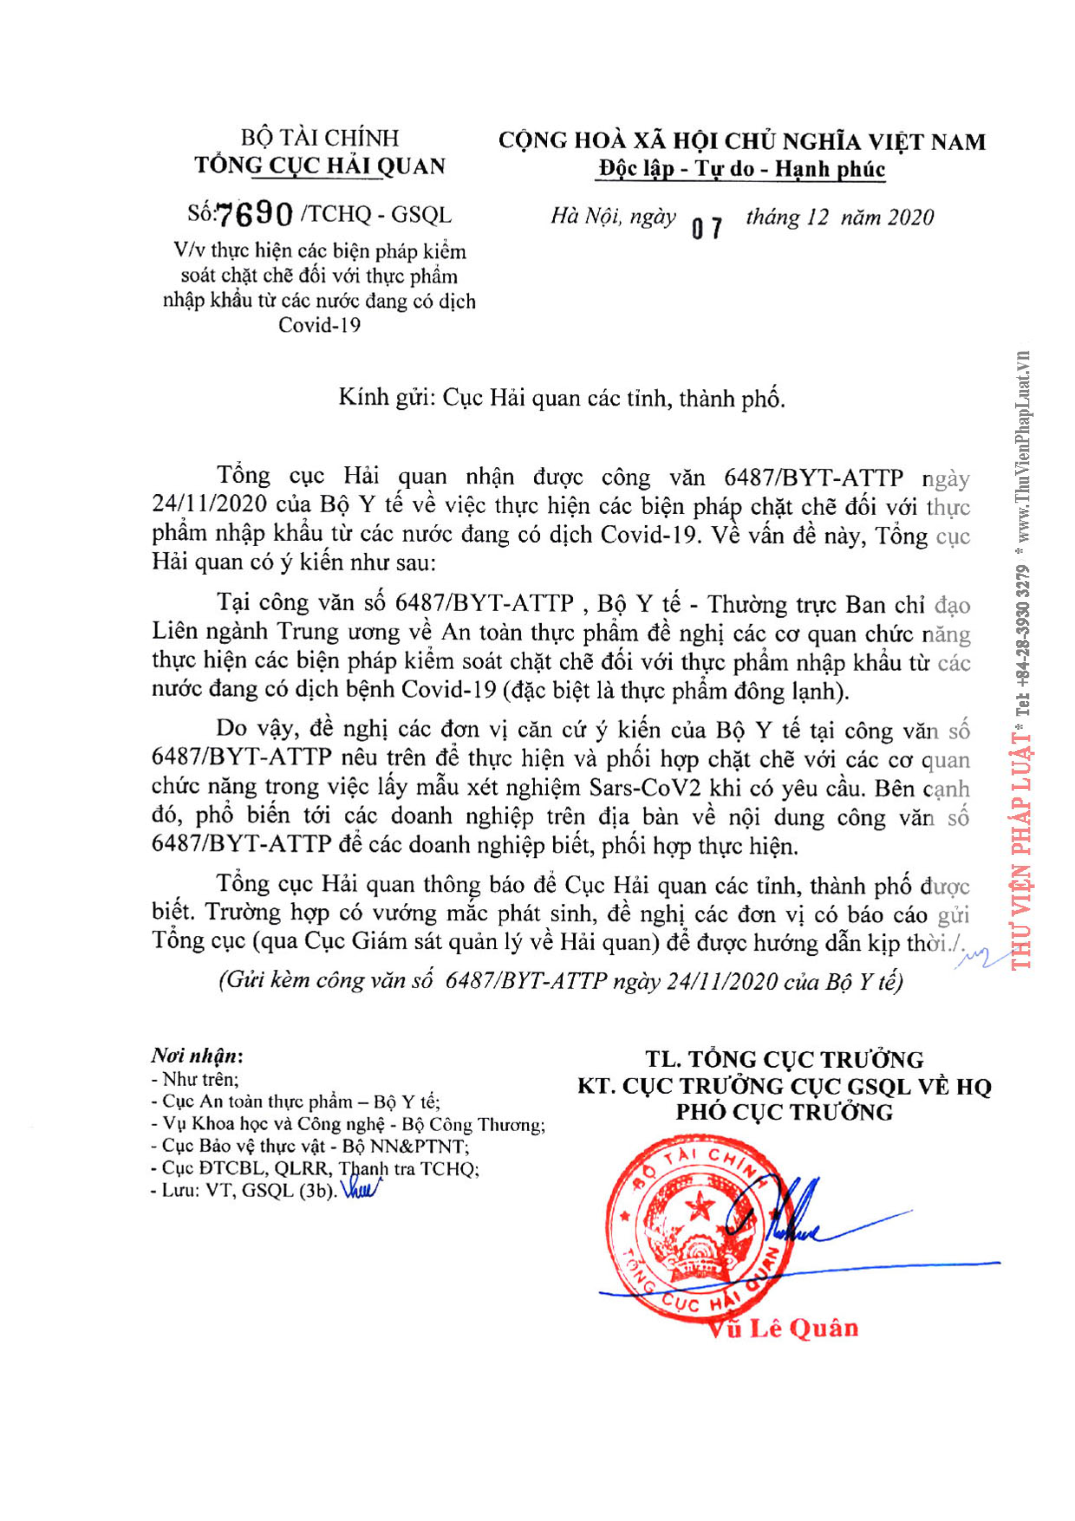 BỘ TÀI CHÍNH
TỔNG CỤC HẢI QUAN
Số:7690 /TCHQ - GSQL
V/v thực hiện các biện pháp kiểm
soát chặt chẽ đối với thực phẩm
nhập khẩu từ các nước đang có dịch
Covid-19
CỘNG HOÀ XÃ HỘI CHỦ NGHĨA VIỆT NAM
Độc lập - Tự do - Hạnh phúc
Hà Nội, ngày 07 tháng 12 năm 2020
Kính gửi: Cục Hải quan các tỉnh, thành phố.
Tổng cục Hải quan nhận được công văn 6487/BYT-ATTP ngày
24/11/2020 của Bộ Y tế về việc thực hiện các biện pháp chặt chẽ đối với thực
phẩm nhập khẩu từ các nước đang có dịch Covid-19. Về vấn đề này, Tổng cục
Hải quan có ý kiến như sau:
Tại công văn số 6487/BYT-ATTP , Bộ Y tế - Thường trực Ban chỉ đạo
Liên ngành Trung ương về An toàn thực phẩm đề nghị các cơ quan chức năng
thực hiện các biện pháp kiểm soát chặt chẽ đối với thực phẩm nhập khẩu từ các
nước đang có dịch bệnh Covid-19 (đặc biệt là thực phẩm đông lạnh).
Do vậy, đề nghị các đơn vị căn cứ ý kiến của Bộ Y tế tại công văn số
6487/BYT-ATTP nêu trên để thực hiện và phối hợp chặt chẽ với các cơ quan
chức năng trong việc lấy mẫu xét nghiệm Sars-CoV2 khi có yêu cầu. Bên cạnh
đó, phổ biến tới các doanh nghiệp trên địa bàn về nội dung công văn số
6487/BYT-ATTP để các doanh nghiệp biết, phối hợp thực hiện.
Tổng cục Hải quan thông báo để Cục Hải quan các tỉnh, thành phố được
biết. Trường hợp có vướng mắc phát sinh, đề nghị các đơn vị có báo cáo gửi
Tổng cục (qua Cục Giám sát quản lý về Hải quan) để được hướng dẫn kịp thời./.
(Gửi kèm công văn số 6487/BYT-ATTP ngày 24/11/2020 của Bộ Y tế)
Nơi nhận:
- Như trên;
- Cục An toàn thực phẩm – Bộ Y tế;
- Vụ Khoa học và Công nghệ - Bộ Công Thương;
- Cục Bảo vệ thực vật - Bộ NN&PTNT;
- Cục ĐTCBL, QLRR, Thanh tra TCHQ;
- Lưu: VT, GSQL (3b).
TL. TỔNG CỤC TRƯỞNG
KT. CỤC TRƯỞNG CỤC GSQL VỀ HQ
PHÓ CỤC TRƯỞNG
BỘ TÀI CHÍNH
TỔNG CỤC HẢI QUAN
Vũ Lê Quân
THƯ VIỆN PHÁP LUẬT * Tel: +84-28-3930 3279 * www.ThuVienPhapLuat.vn